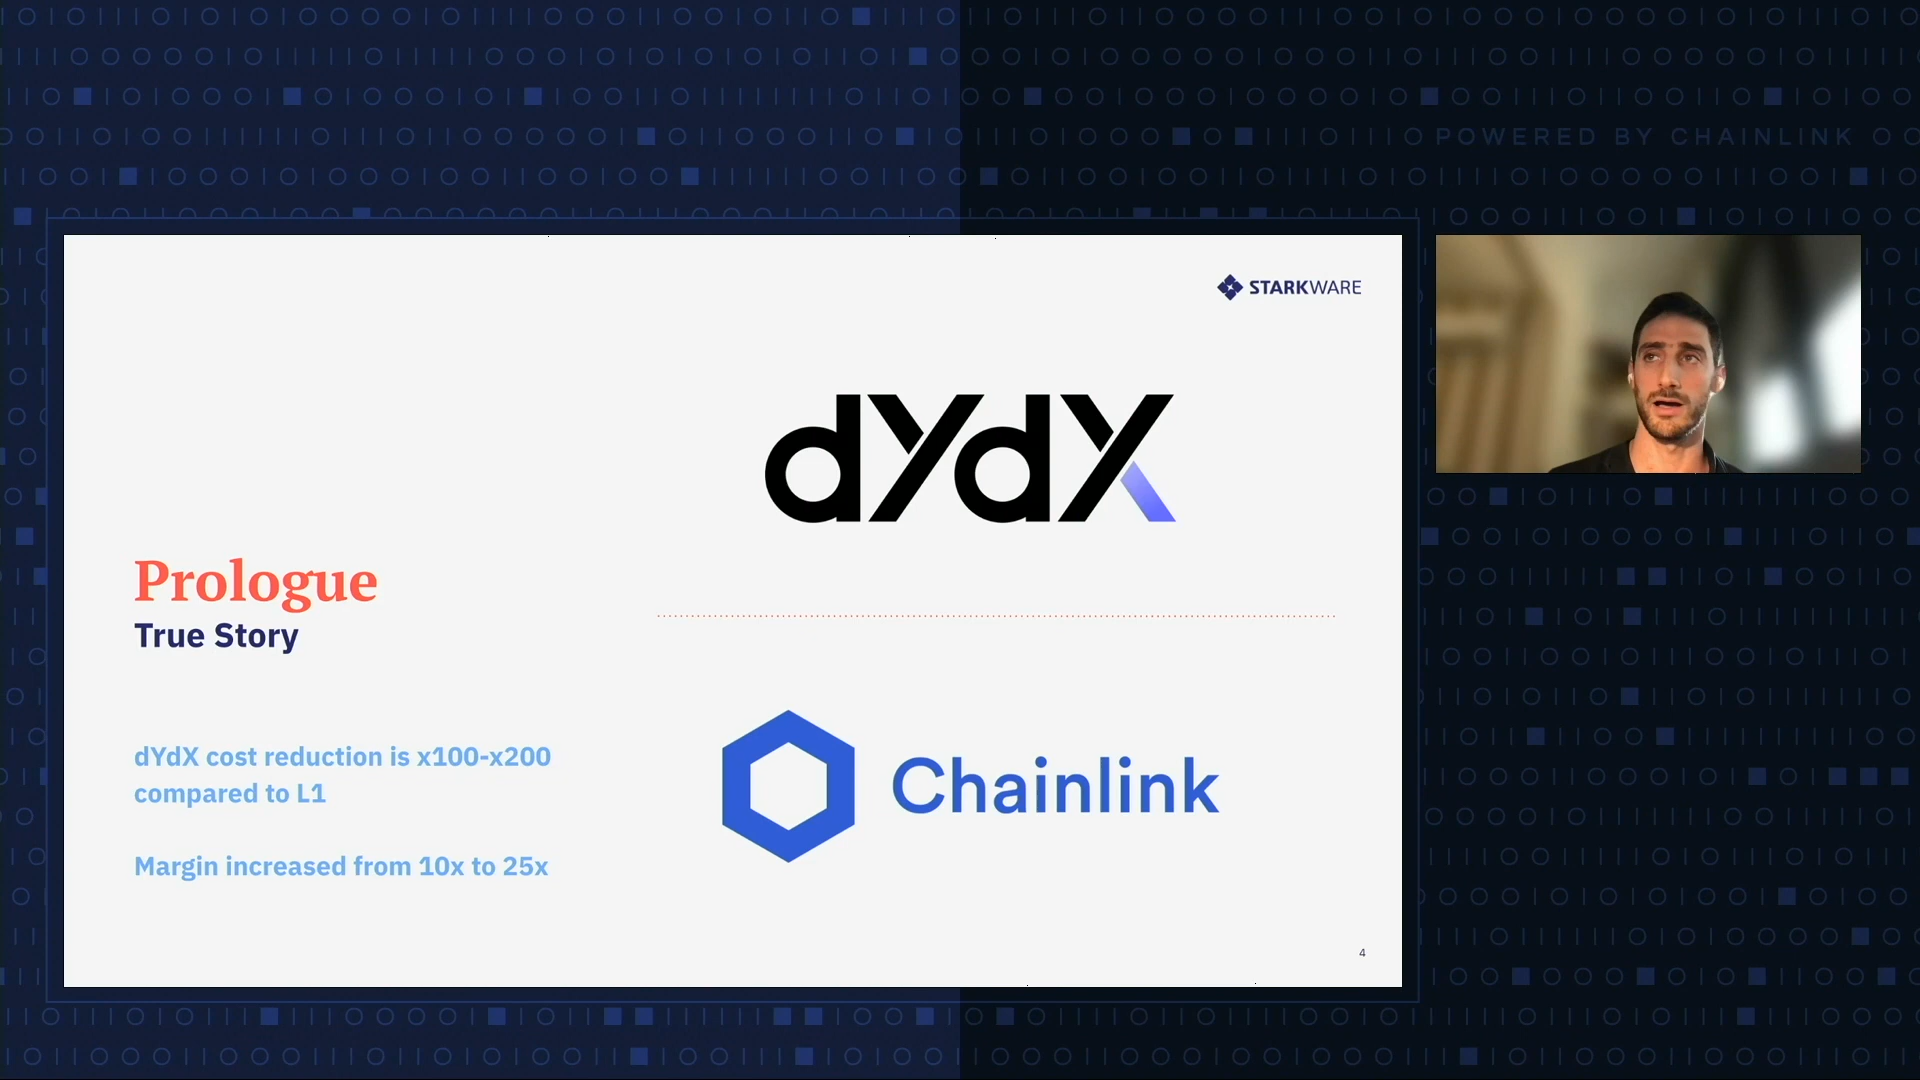 POWERED BY CHAINLINK
STARKWARE
dYdX
Prologue
True Story
Chainlink
dYdX cost reduction is x100-x200
compared to L1
Margin increased from 10x to 25x
4